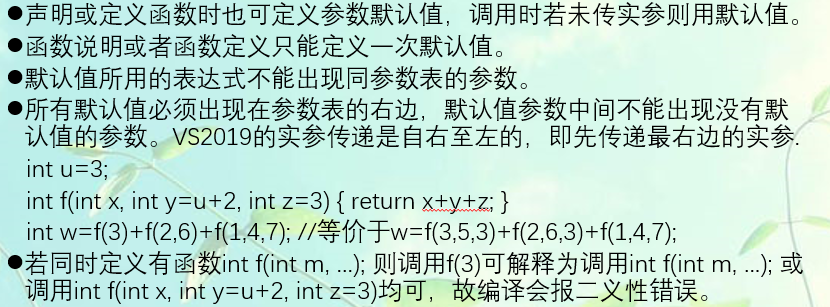 ●声明或定义函数时也可定义参数默认值，调用时若未传实参则用默认值。
●函数说明或者函数定义只能定义一次默认值。
●默认值所用的表达式不能出现同参数表的参数。
●所有默认值必须出现在参数表的右边，默认值参数中间不能出现没有默
认值的参数。VS2019的实参传递是自右至左的，即先传递最右边的实参.
int u=3;
int f(int x, int y=u+2, int z=3) { return x+y+z; }
int w=f(3)+f(2,6)+f(1,4,7); //等价于w=f(3,5,3)+f(2,6,3)+f(1,4,7);
●若同时定义有函数int f(int m, ...); 则调用f(3)可解释为调用int f(int m, ...); 或
调用int f(int x, int y=u+2, int z=3)均可，故编译会报二义性错误。